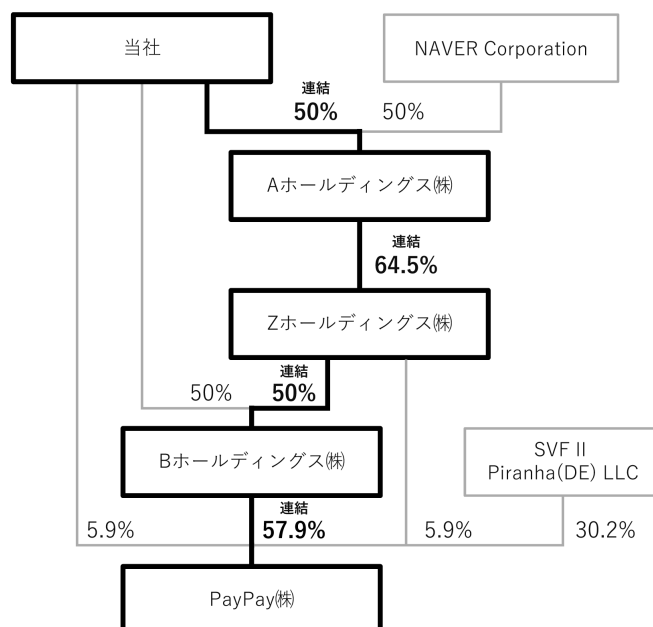 当社
NAVER Corporation
連結
50%
50%
Aホールディングス㈱
連結
64.5%
Zホールディングス㈱
50%
連結
50%
Bホールディングス㈱
SVF II
Piranha(DE) LLC
5.9%
連結
57.9%
5.9%
30.2%
PayPay㈱